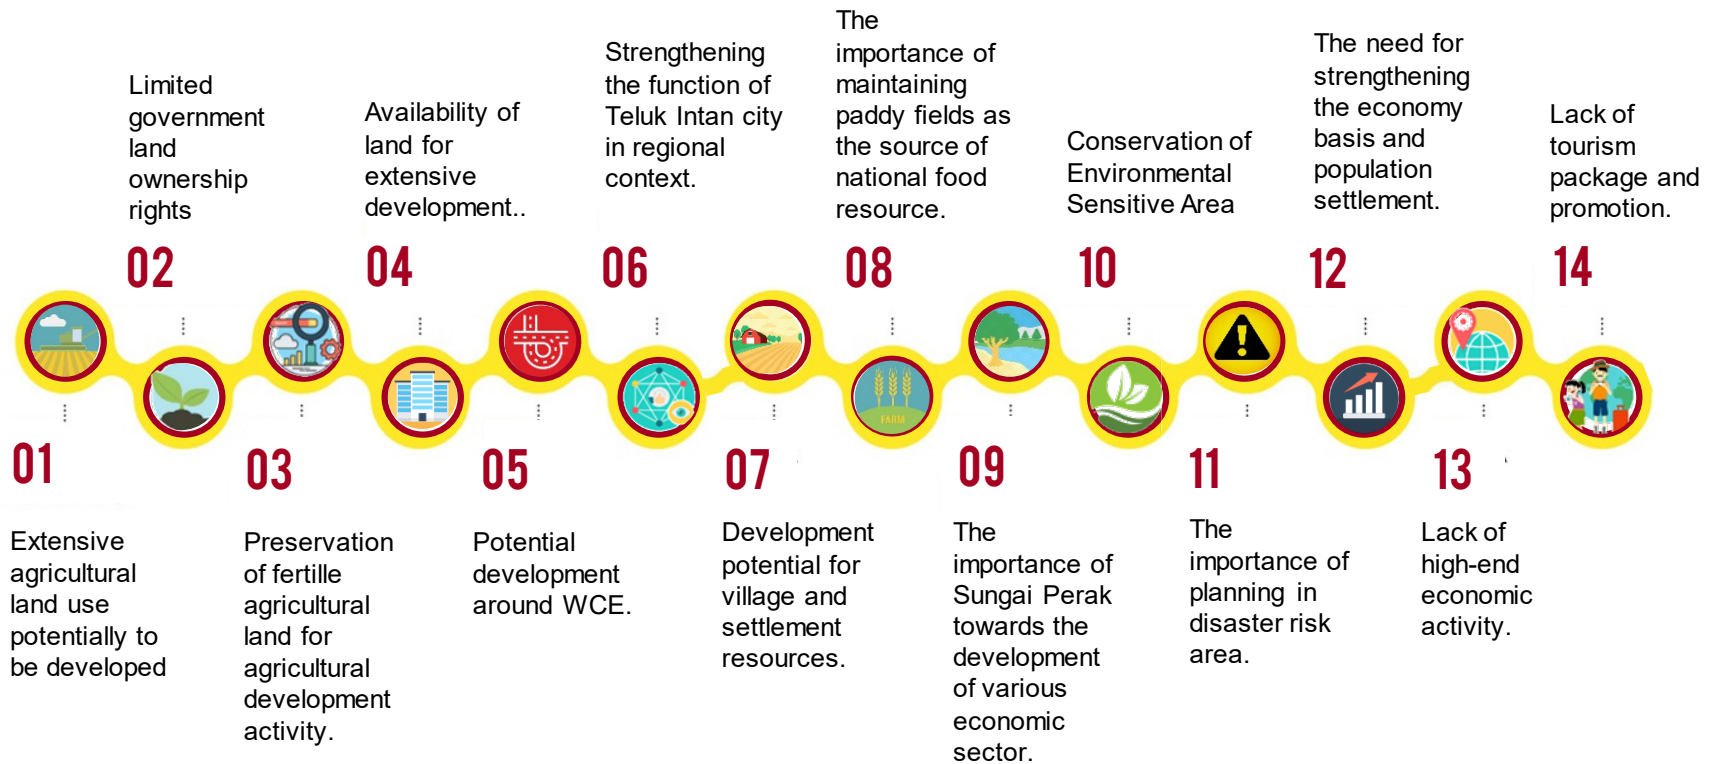 01
Extensive
agricultural
land use
potentially to
be developed
Limited
government
land
ownership
rights
02
03
Preservation
of fertille
agricultural
land for
agricultural
development
activity.
Availability of
land for
extensive
development..
04
05
Potential
development
around WCE.
Strengthening
the function of
Teluk Intan city
in regional
context.
06
07
Development
potential for
village and
settlement
resources.
The
importance of
maintaining
paddy fields as
the source of
national food
resource.
08
FARM
09
The
importance of
Sungai Perak
towards the
development
of various
economic
sector.
Conservation of
Environmental
Sensitive Area
10
11
The
importance of
planning in
disaster risk
area.
The need for
strengthening
the economy
basis and
population
settlement.
12
13
Lack of
high-end
economic
activity.
Lack of
tourism
package and
promotion.
14